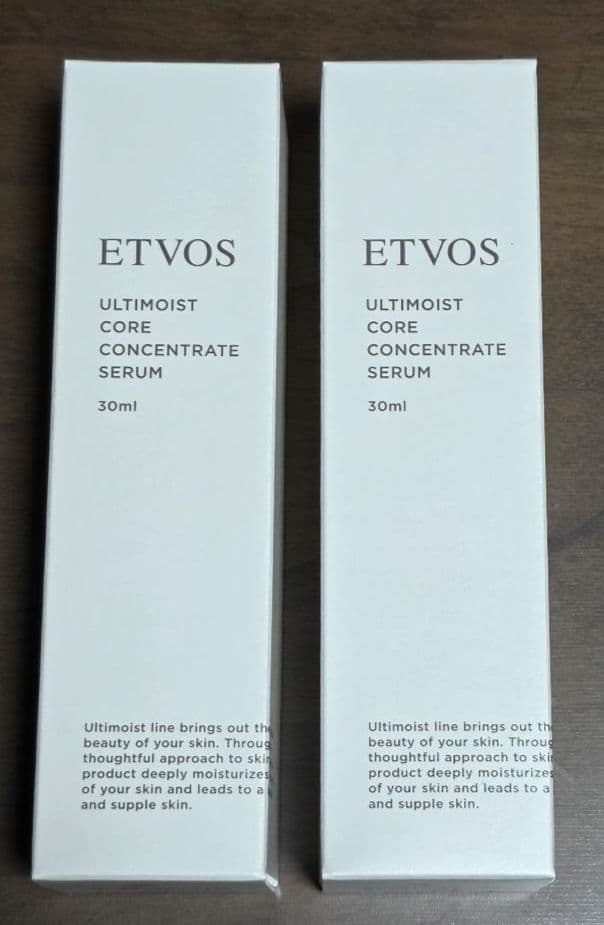 ETVOS
ULTIMOIST
CORE
CONCENTRATE
SERUM
30ml
Ultimoist line brings out the
beauty of your skin. Throug
thoughtful approach to skin
product deeply moisturizes
of your skin and leads to a
and supple skin.
ETVOS
ULTIMOIST
CORE
CONCENTRATE
SERUM
30ml
Ultimoist line brings out th
beauty of your skin. Throug
thoughtful approach to ski
product deeply moisturizes
of your skin and leads to a
and supple skin.